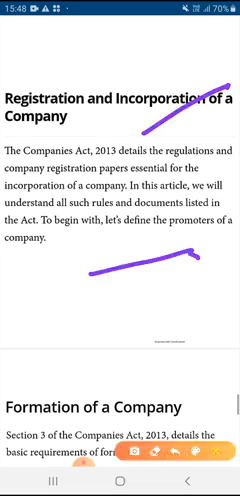 15:48
70%
Registration and Incorporation of a
Company
The Companies Act, 2013 details the regulations and
company registration papers essential for the
incorporation of a company. In this article, we will
understand all such rules and documents listed in
the Act. To begin with, let's define the promoters of a
company.
Formation of a Company
Section 3 of the Companies Act, 2013, details the
basic requirements of